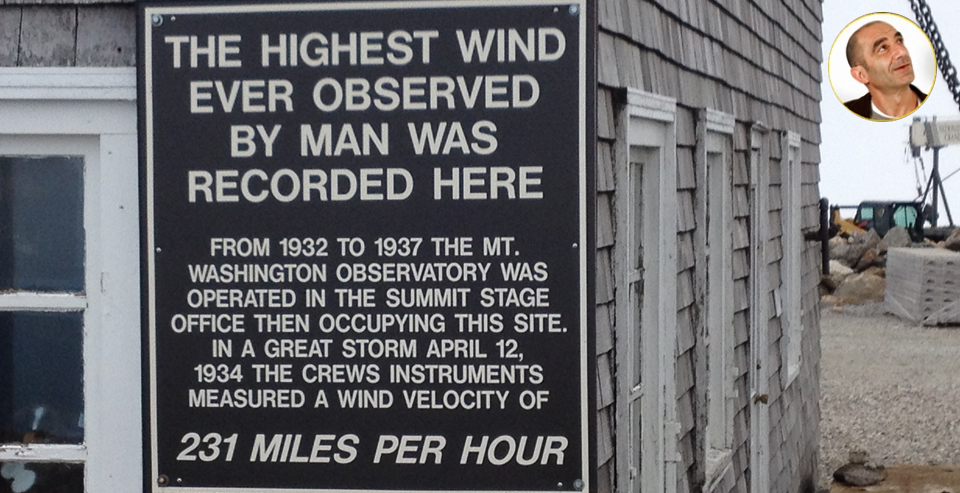 THE HIGHEST WIND
EVER OBSERVED
BY MAN WAS
RECORDED HERE
FROM 1932 TO 1937 THE MT.
WASHINGTON OBSERVATORY WAS
OPERATED IN THE SUMMIT STAGE
OFFICE THEN OCCUPYING THIS SITE.
IN A GREAT STORM APRIL 12,
1934 THE CREWS INSTRUMENTS
MEASURED A WIND VELOCITY OF
231 MILES PER HOUR